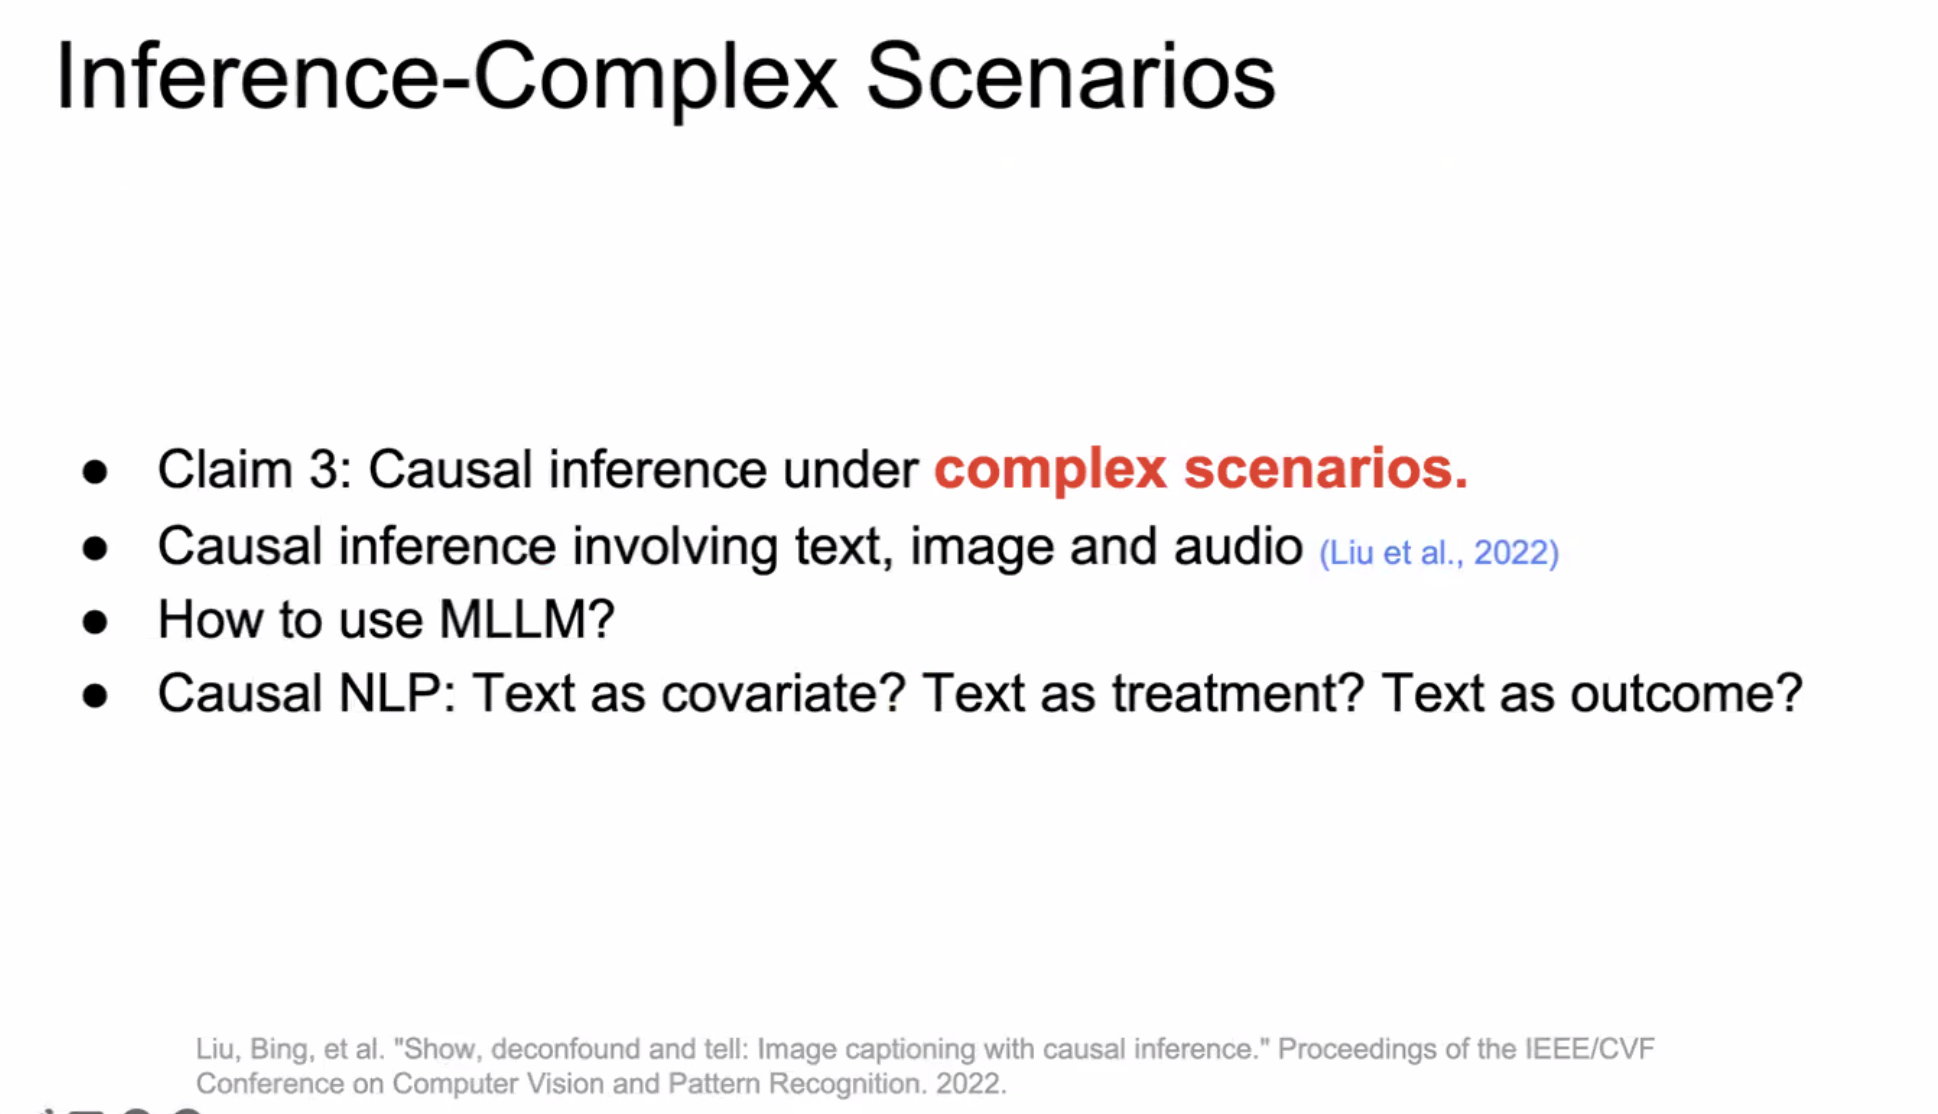 Inference-Complex Scenarios
● Claim 3: Causal inference under complex scenarios.
● Causal inference involving text, image and audio (Liu et al., 2022)
● How to use MLLM?
● Causal NLP: Text as covariate? Text as treatment? Text as outcome?
Liu, Bing, et al. "Show, deconfound and tell: Image captioning with causal inference." Proceedings of the IEEE/CVF
Conference on Computer Vision and Pattern Recognition. 2022.